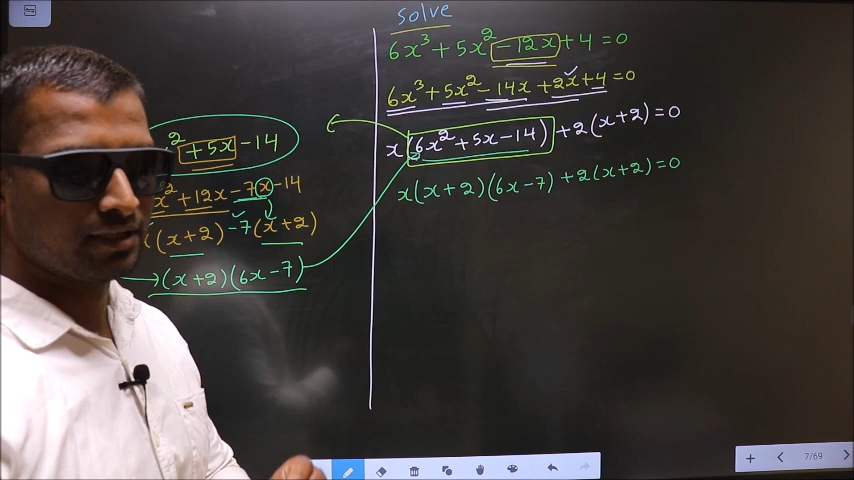 solve
6x³ + 5x² - 12x + 4 = 0
6x³ + 5x² - 14x + 2x + 4 = 0
x(6x² + 5x - 14) + 2(x+2) = 0
x(x+2)(6x-7) + 2(x+2) = 0
² + 5x - 14
x² + 12x - 7x - 14
(x+2) - 7(x+2)
→ (x+2)(6x-7)
7/69